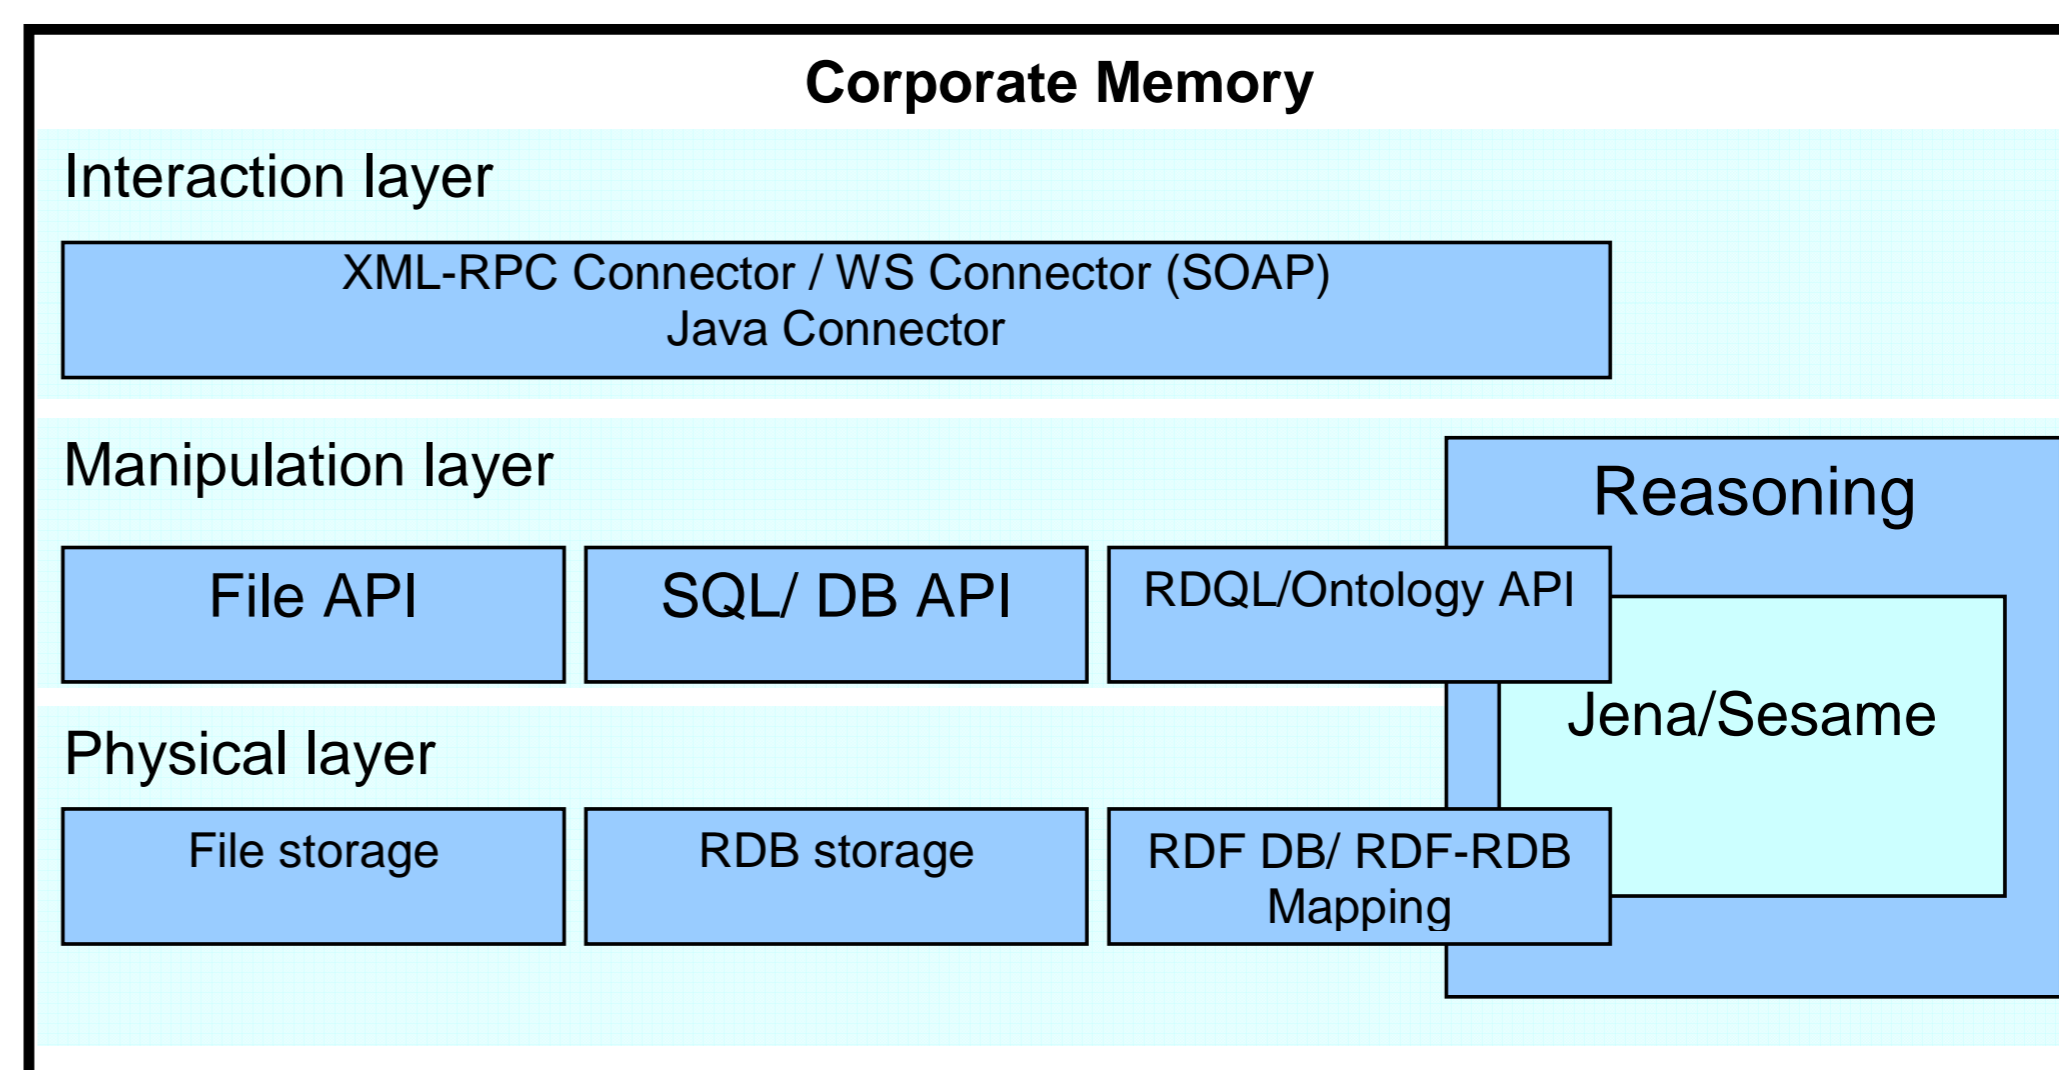 Corporate Memory
Interaction layer
XML-RPC Connector / WS Connector (SOAP)
Java Connector
Manipulation layer
Reasoning
File API
SQL/ DB API
RDQL/Ontology API
Jena/Sesame
Physical layer
File storage
RDB storage
RDF DB/ RDF-RDB
Mapping